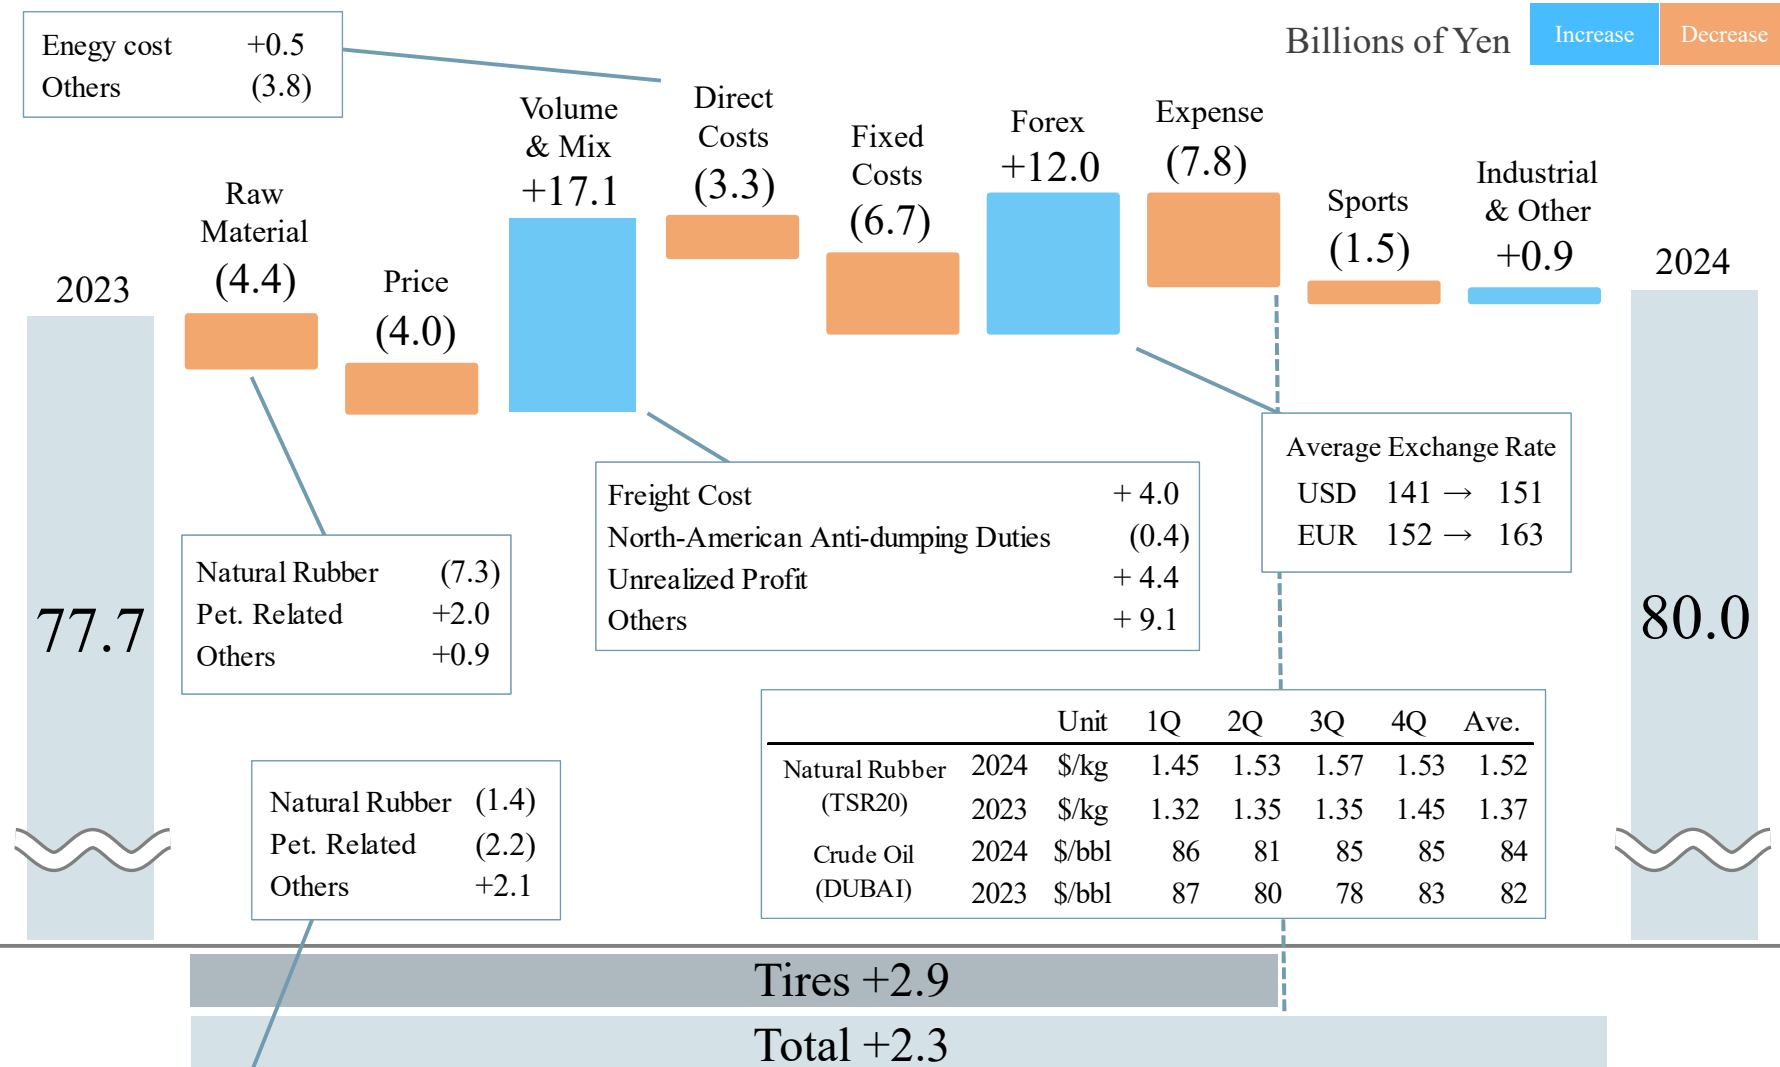 Enegy cost +0.5
Others (3.8)
Billions of Yen
Increase
Decrease
2023
77.7
Raw
Material
(4.4)
Price
(4.0)
Volume
& Mix
+17.1
Direct
Costs
(3.3)
Fixed
Costs
(6.7)
Forex
+12.0
Expense
(7.8)
Sports
(1.5)
Industrial
& Other
+0.9
2024
80.0
Natural Rubber (7.3)
Pet. Related +2.0
Others +0.9
Freight Cost + 4.0
North-American Anti-dumping Duties (0.4)
Unrealized Profit + 4.4
Others + 9.1
Average Exchange Rate
USD 141 → 151
EUR 152 → 163
Natural Rubber (1.4)
Pet. Related (2.2)
Others +2.1
Unit 1Q 2Q 3Q 4Q Ave.
Natural Rubber 2024 $/kg 1.45 1.53 1.57 1.53 1.52
(TSR20) 2023 $/kg 1.32 1.35 1.35 1.45 1.37
Crude Oil 2024 $/bbl 86 81 85 85 84
(DUBAI) 2023 $/bbl 87 80 78 83 82
Tires +2.9
Total +2.3